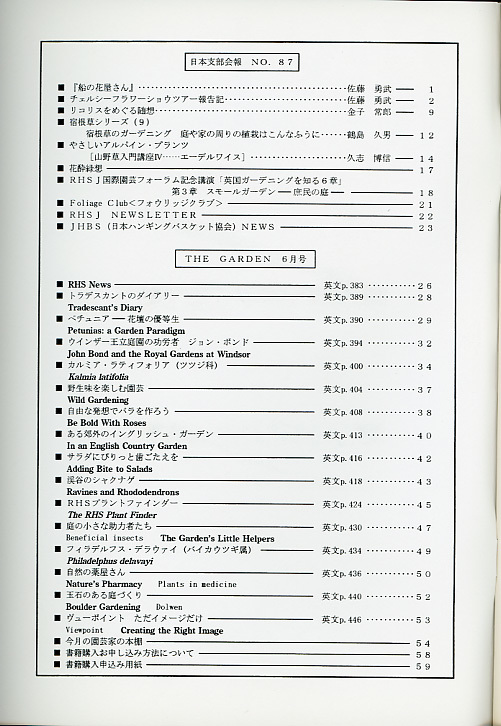 日本支部会報 NO. 87
■ 『船の花屋さん』…………佐藤 勇武 ― 1
■ チェルシーフラワーショウツアー報告記…………佐藤 勇武 ― 2
■ リコリスをめぐる随想…………金子 常郎 ― 9
■ 宿根草シリーズ (9)
宿根草のガーデニング 庭や家の周りの植栽はこんなふうに……鶴島 久男 ― 12
■ やさしいアルパイン・プランツ
[山野草入門講座Ⅳ……エーデルワイス]…………久志 博信 ― 14
■ 花酔緑想 ― 17
■ RHSJ国際園芸フォーラム記念講演「英国ガーデニングを知る6章」
第3章 スモールガーデン ― 庶民の庭 ― 18
■ Foliage Club<フォウリッジクラブ> ― 21
■ RHSJ NEWSLETTER ― 22
■ JHBS (日本ハンギングバスケット協会) NEWS ― 23
THE GARDEN 6月号
■ RHS News ― 英文p.383 …………26
■ トラデスカントのダイアリー ― 英文p.389 …………28
Tradescant's Diary
■ ペチュニア ― 花壇の優等生 ― 英文p.390 …………29
Petunias: a Garden Paradigm
■ ウインザー王立庭園の功労者 ジョン・ボンド ― 英文p.394 …………32
John Bond and the Royal Gardens at Windsor
■ カルミア・ラティフォリア (ツツジ科) ― 英文p.400 …………34
Kalmia latifolia
■ 野生味を楽しむ園芸 ― 英文p.404 …………37
Wild Gardening
■ 自由な発想でバラを作ろう ― 英文p.408 …………38
Be Bold With Roses
■ ある郊外のイングリッシュ・ガーデン ― 英文p.413 …………40
In an English Country Garden
■ サラダにぴりっと歯ごたえを ― 英文p.416 …………42
Adding Bite to Salads
■ 渓谷のシャクナゲ ― 英文p.418 …………43
Ravines and Rhododendrons
■ RHSプラントファインダー ― 英文p.424 …………45
The RHS Plant Finder
■ 庭の小さな助力者たち ― 英文p.430 …………47
Beneficial insects The Garden's Little Helpers
■ フィラデルフス・デラウァイ (バイカウツギ属) ― 英文p.434 …………49
Philadelphus delavayi
■ 自然の薬屋さん ― 英文p.436 …………50
Nature's Pharmacy Plants in medicine
■ 玉石のある庭づくり ― 英文p.440 …………52
Boulder Gardening Dolwen
■ ヴューポイント ただイメージだけ ― 英文p.446 …………53
Viewpoint Creating the Right Image
■ 今月の園芸家の本棚 ― 54
■ 書籍購入お申し込み方法について ― 58
■ 書籍購入申込み用紙 ― 59